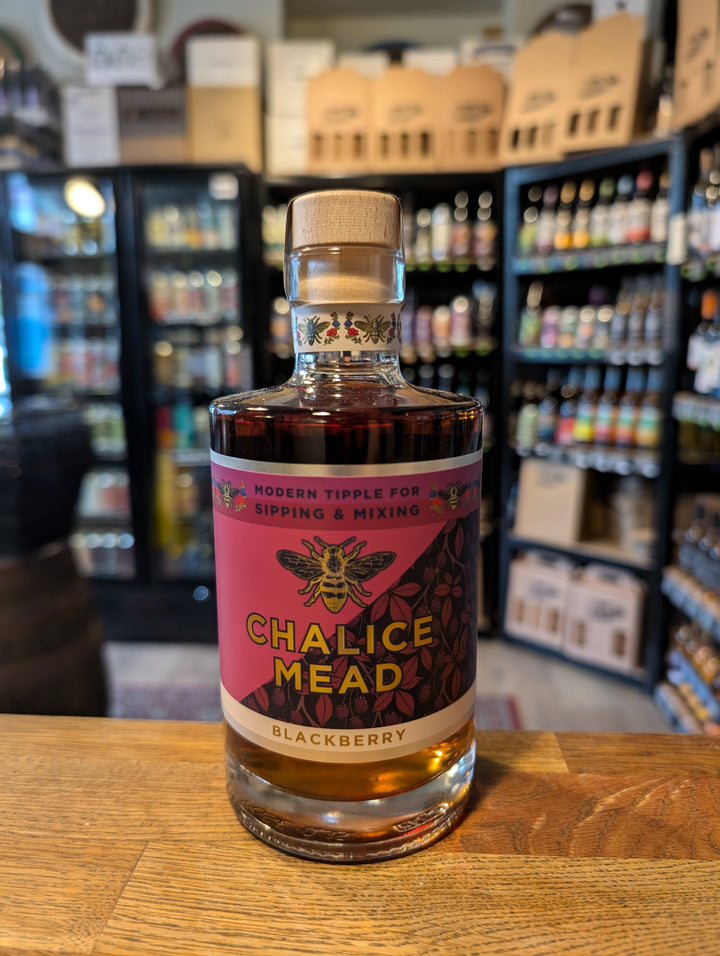 MODERN TIPPLE FOR
SIPPING & MIXING
CHALICE
MEAD
BLACKBERRY